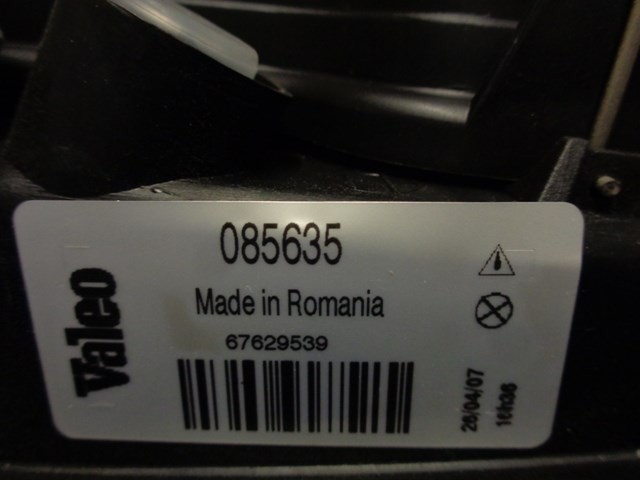 085635
Made in Romania
67629539
Valeo
26/04/07
16h36